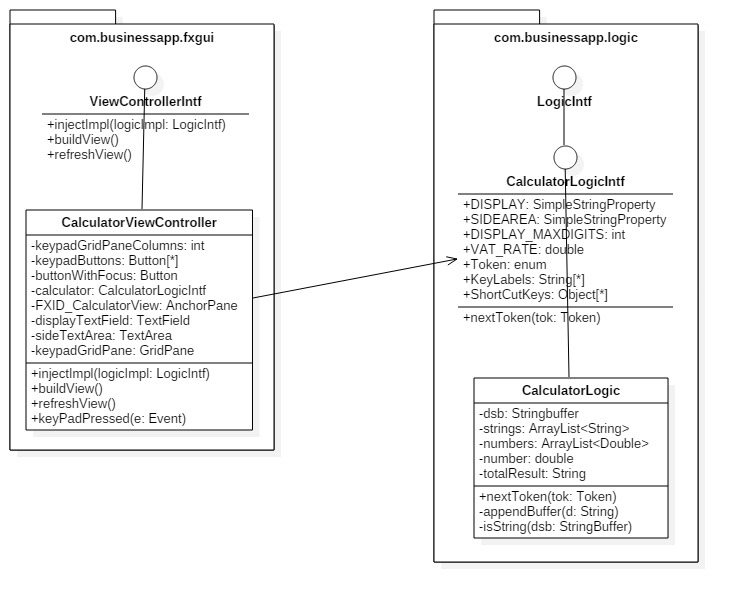 com.businessapp.fxgui
ViewControllerIntf
+injectImpl(logicImpl: LogicIntf)
+buildView()
+refreshView()
CalculatorViewController
-keypadGridPaneColumns: int
-keypadButtons: Button[*]
-buttonWithFocus: Button
-calculator: CalculatorLogicIntf
-FXID_CalculatorView: AnchorPane
-displayTextField: TextField
-sideTextArea: TextArea
-keypadGridPane: GridPane
+injectImpl(logicImpl: LogicIntf)
+buildView()
+refreshView()
+keyPadPressed(e: Event)
com.businessapp.logic
LogicIntf
CalculatorLogicIntf
+DISPLAY: SimpleStringProperty
+SIDEAREA: SimpleStringProperty
+DISPLAY_MAXDIGITS: int
+VAT_RATE: double
+Token: enum
+KeyLabels: String[*]
+ShortCutKeys: Object[*]
+nextToken(tok: Token)
CalculatorLogic
-dsb: Stringbuffer
-strings: ArrayList<String>
-numbers: ArrayList<Double>
-number: double
-totalResult: String
+nextToken(tok: Token)
-appendBuffer(d: String)
-isString(dsb: StringBuffer)